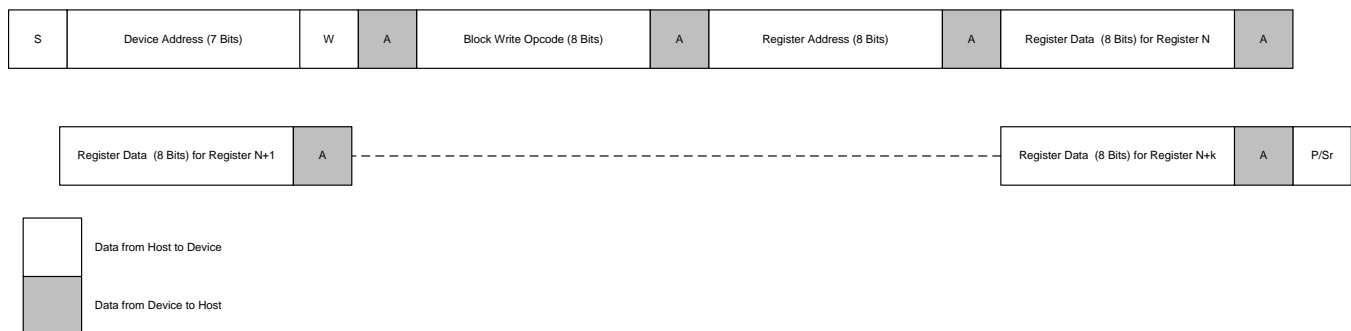 S Device Address (7 Bits) W A Block Write Opcode (8 Bits) A Register Address (8 Bits) A Register Data (8 Bits) for Register N A
Register Data (8 Bits) for Register N+1 A Register Data (8 Bits) for Register N+k A P/Sr
Data from Host to Device
Data from Device to Host